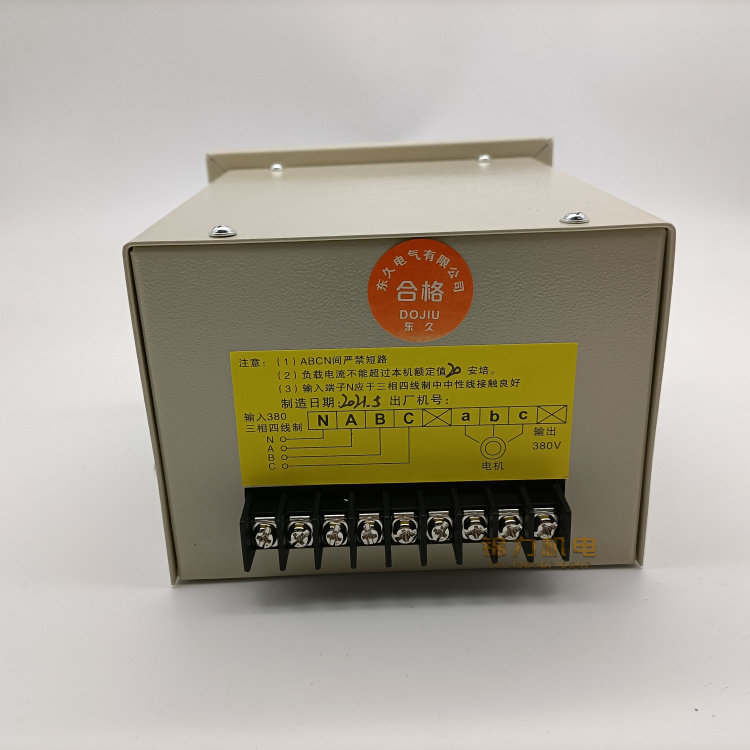 东久电气有限公司
合格
DOJIU
东久
注意：（1）ABCN间严禁短路
（2）负载电流不能超过本机额定值20安培。
（3）输入端子N应于三相四线制中中性线接触良好
制造日期：2021.5 出厂机号：
输入380
三相四线制
N A B C a b c
N
A
B
C
电机
输出
380V
锦力机电